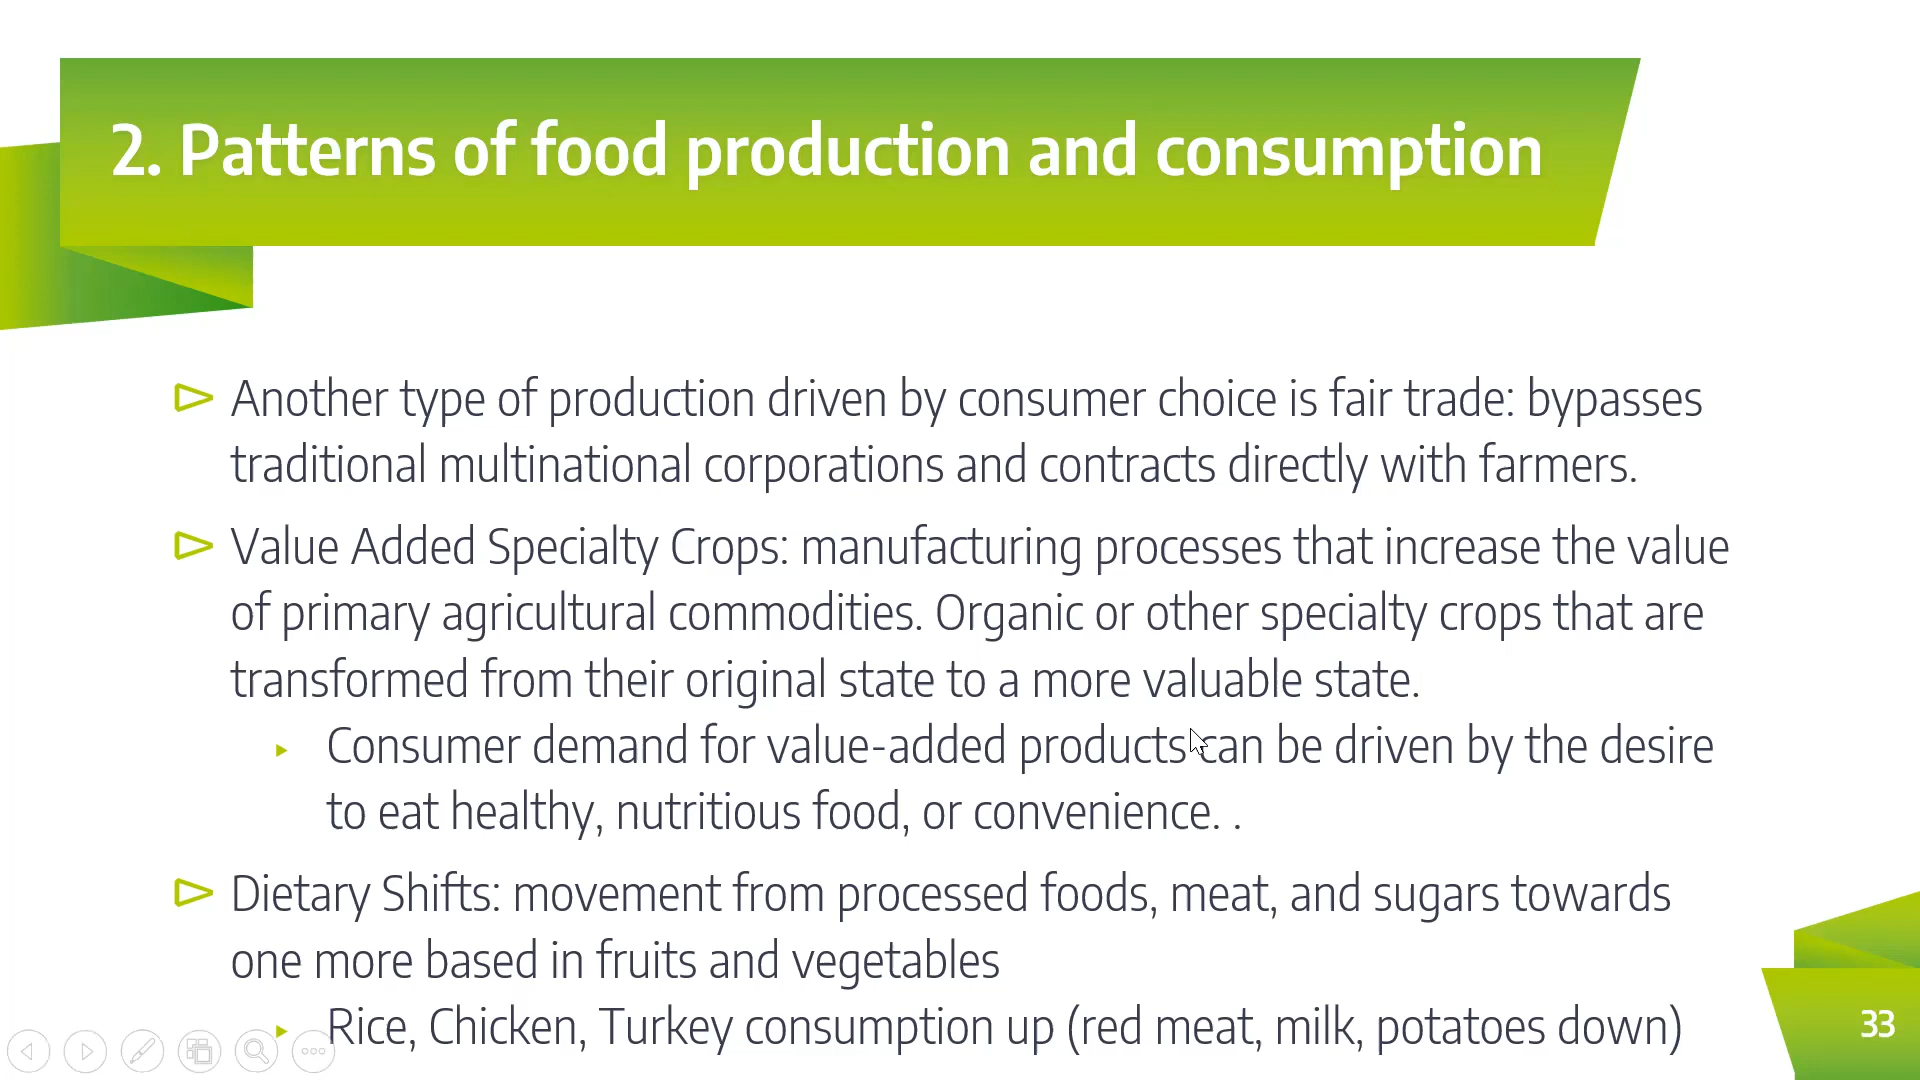 2. Patterns of food production and consumption
Another type of production driven by consumer choice is fair trade: bypasses
traditional multinational corporations and contracts directly with farmers.
Value Added Specialty Crops: manufacturing processes that increase the value
of primary agricultural commodities. Organic or other specialty crops that are
transformed from their original state to a more valuable state.
Consumer demand for value-added products can be driven by the desire
to eat healthy, nutritious food, or convenience. .
Dietary Shifts: movement from processed foods, meat, and sugars towards
one more based in fruits and vegetables
Rice, Chicken, Turkey consumption up (red meat, milk, potatoes down)
33